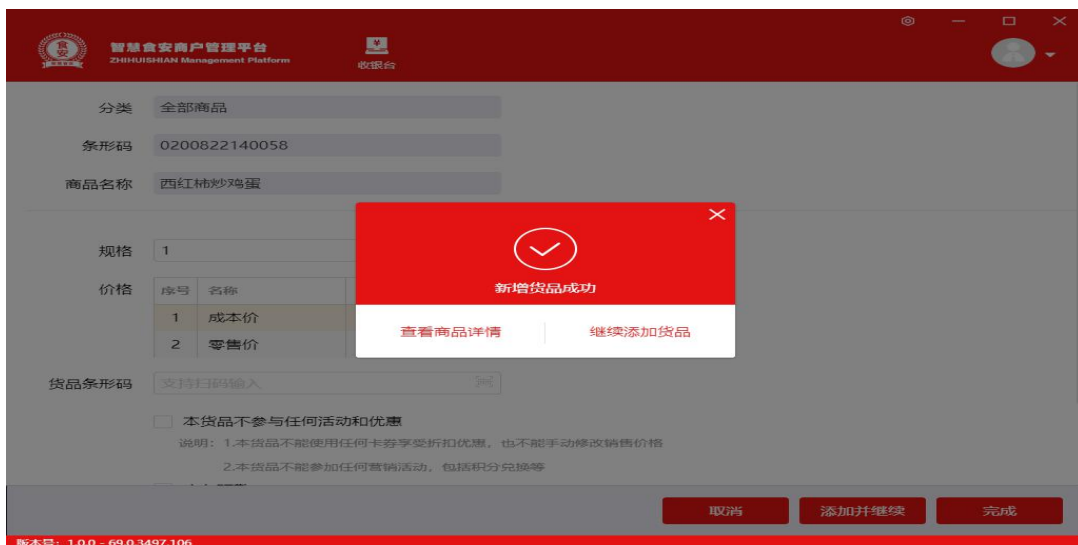 智慧食安商户管理平台
ZHIHUISHIAN Management Platform
收银台
分类 全部商品
条形码 0200822140058
商品名称 西红柿炒鸡蛋
规格 1
新增货品成功
查看商品详情 继续添加货品
价格 序号 名称
1 成本价
2 零售价
货品条形码 支持扫码输入
本货品不参与任何活动和优惠
说明：1.本货品不能使用任何卡券享受折扣优惠，也不能手动修改销售价格
2.本货品不能参加任何营销活动，包括积分兑换等
取消 添加并继续 完成
版本号：1.0.0 - 69.0.3497.106